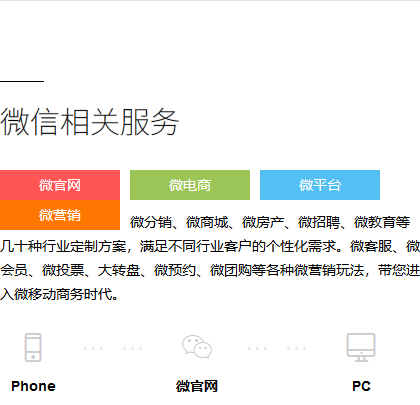 微信相关服务
微官网 微电商 微平台
微营销
微分销、微商城、微房产、微招聘、微教育等
几十种行业定制方案，满足不同行业客户的个性化需求。微客服、微
会员、微投票、大转盘、微预约、微团购等各种微营销玩法，带您进
入微移动商务时代。
Phone 微官网 PC